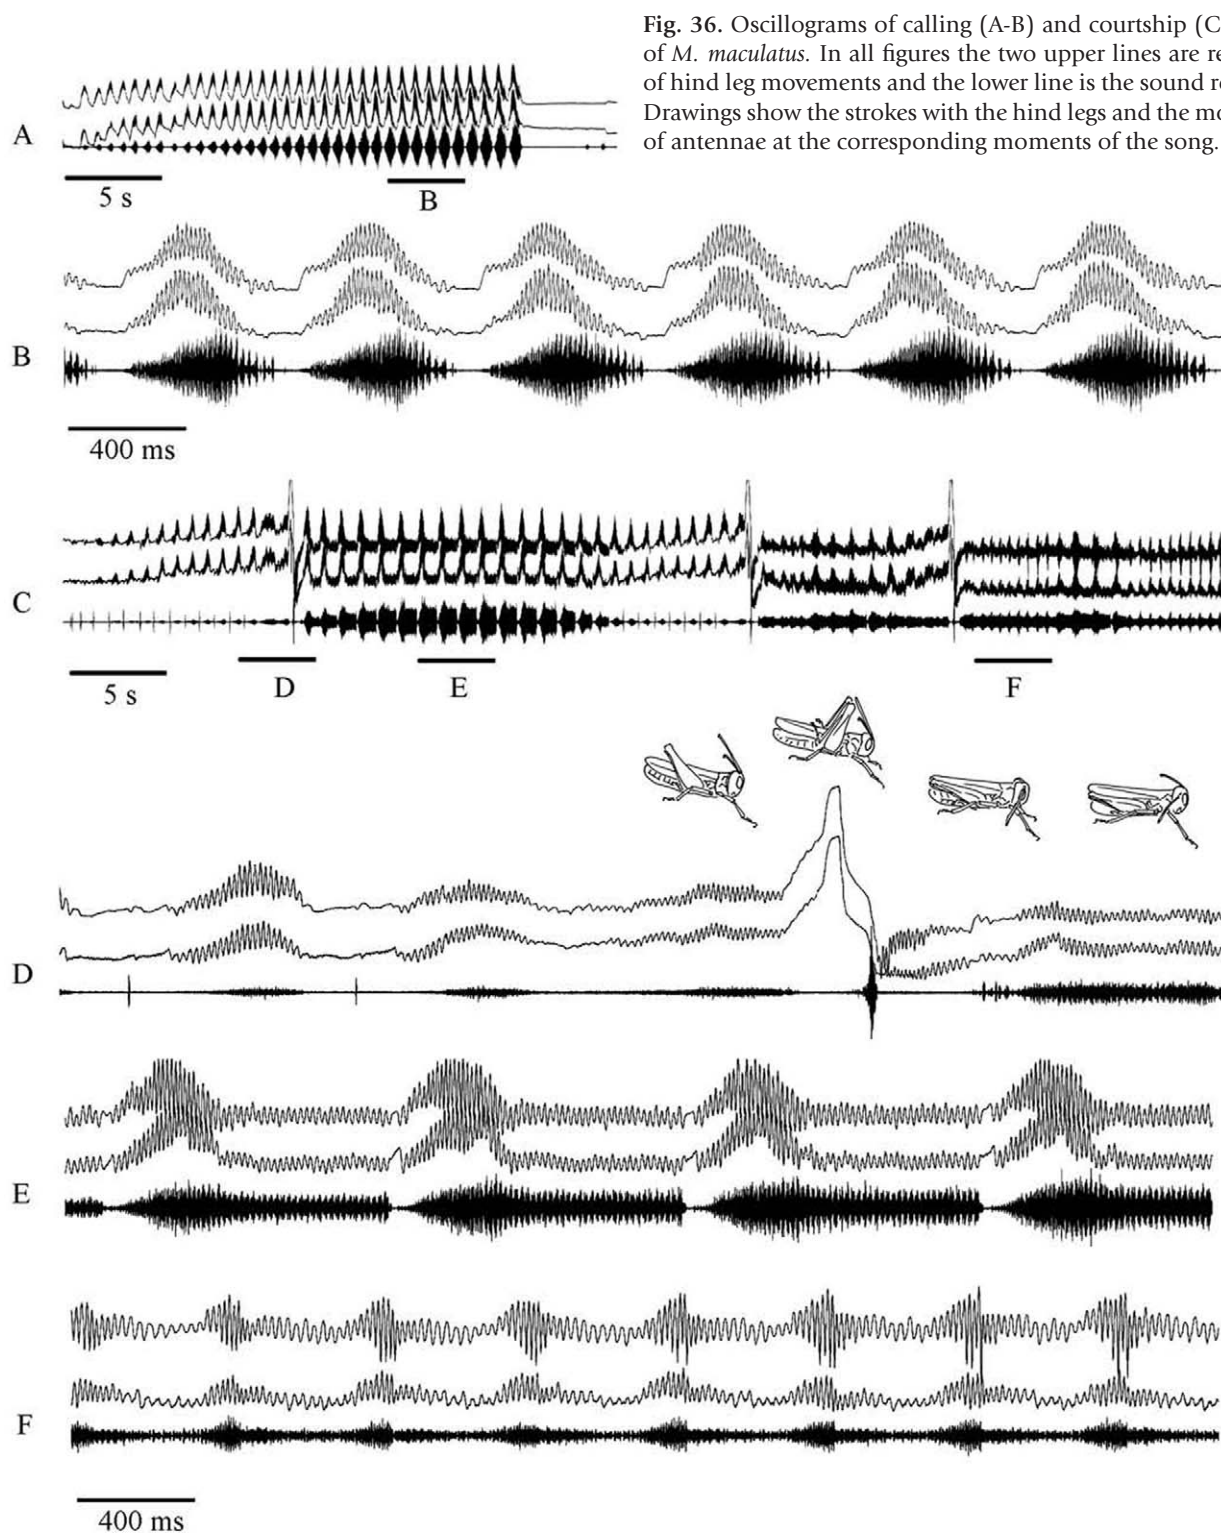 Fig. 36. Oscillograms of calling (A-B) and courtship (C
of M. maculatus. In all figures the two upper lines are re
of hind leg movements and the lower line is the sound r
Drawings show the strokes with the hind legs and the mo
of antennae at the corresponding moments of the song.
A
5 s
B
B
400 ms
C
5 s
D
E
F
D
E
F
400 ms